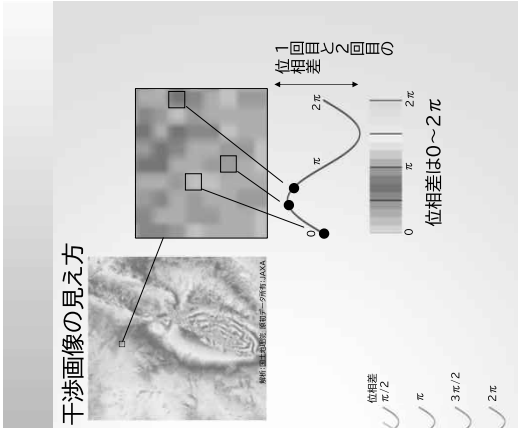 干渉画像の見え方
解析：国土地理院　原初データ所有：JAXA
1回目と2回目の
位相差
0
π
2π
0
π
2π
位相差は0～2π
位相差
π/2
π
3π/2
2π